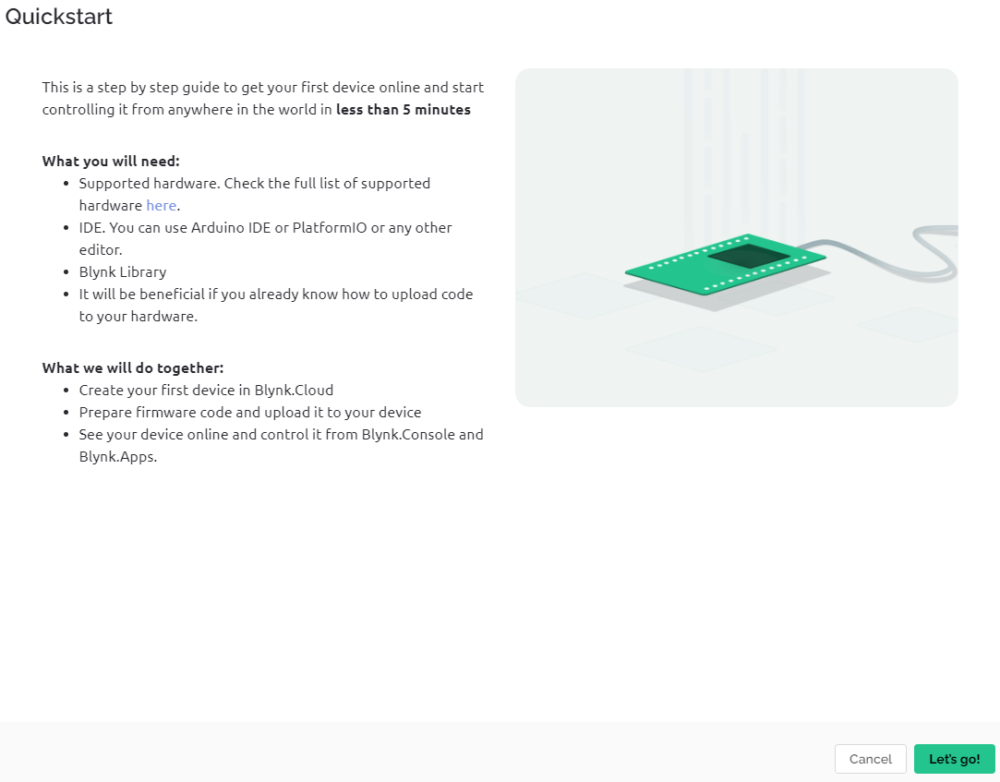 Quickstart
This is a step by step guide to get your first device online and start
controlling it from anywhere in the world in less than 5 minutes
What you will need:
Supported hardware. Check the full list of supported
hardware here.
IDE. You can use Arduino IDE or PlatformIO or any other
editor.
Blynk Library
It will be beneficial if you already know how to upload code
to your hardware.
What we will do together:
Create your first device in Blynk.Cloud
Prepare firmware code and upload it to your device
See your device online and control it from Blynk.Console and
Blynk.Apps.
Cancel
Let's go!